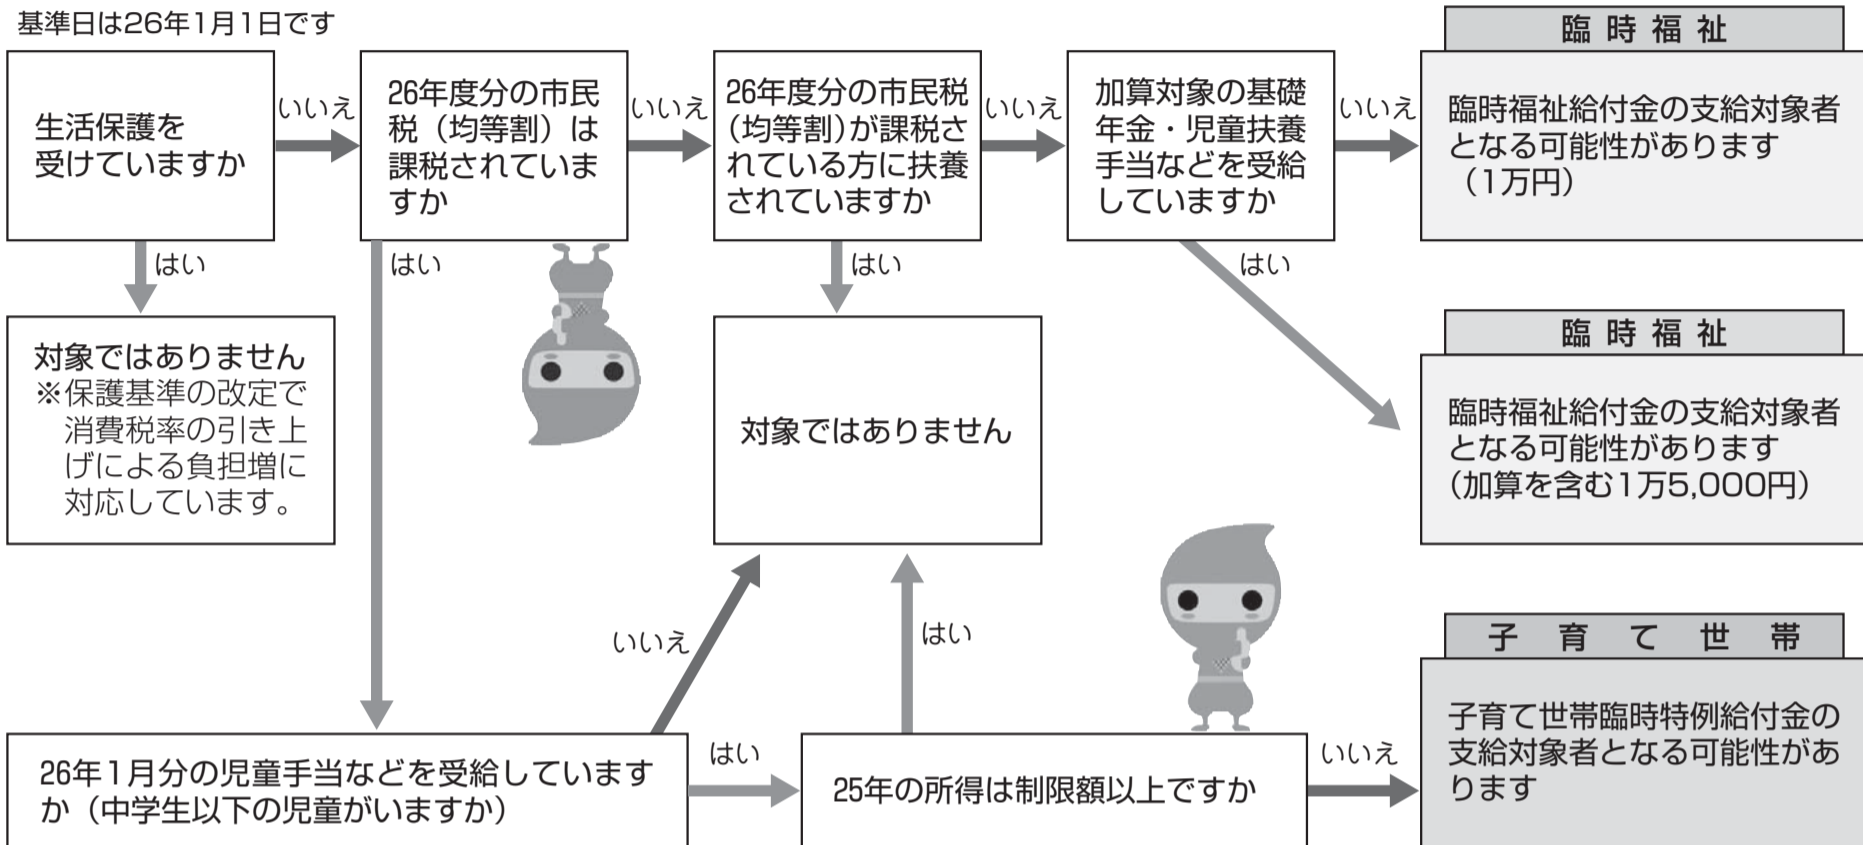 基準日は26年1月1日です
生活保護を
受けていますか
いいえ
26年度分の市民
税（均等割）は
課税されていま
すか
いいえ
26年度分の市民税
（均等割）が課税さ
れている方に扶養
されていますか
いいえ
加算対象の基礎
年金・児童扶養
手当などを受給
していますか
いいえ
臨時福祉
臨時福祉給付金の支給対象者
となる可能性があります
（1万円）
はい
はい
はい
はい
対象ではありません
※保護基準の改定で
消費税率の引き上
げによる負担増に
対応しています。
対象ではありません
臨時福祉
臨時福祉給付金の支給対象者
となる可能性があります
（加算を含む1万5,000円）
いいえ
はい
26年1月分の児童手当などを受給しています
か（中学生以下の児童がいますか）
はい
25年の所得は制限額以上ですか
いいえ
子育て世帯
子育て世帯臨時特例給付金の
支給対象者となる可能性があ
ります